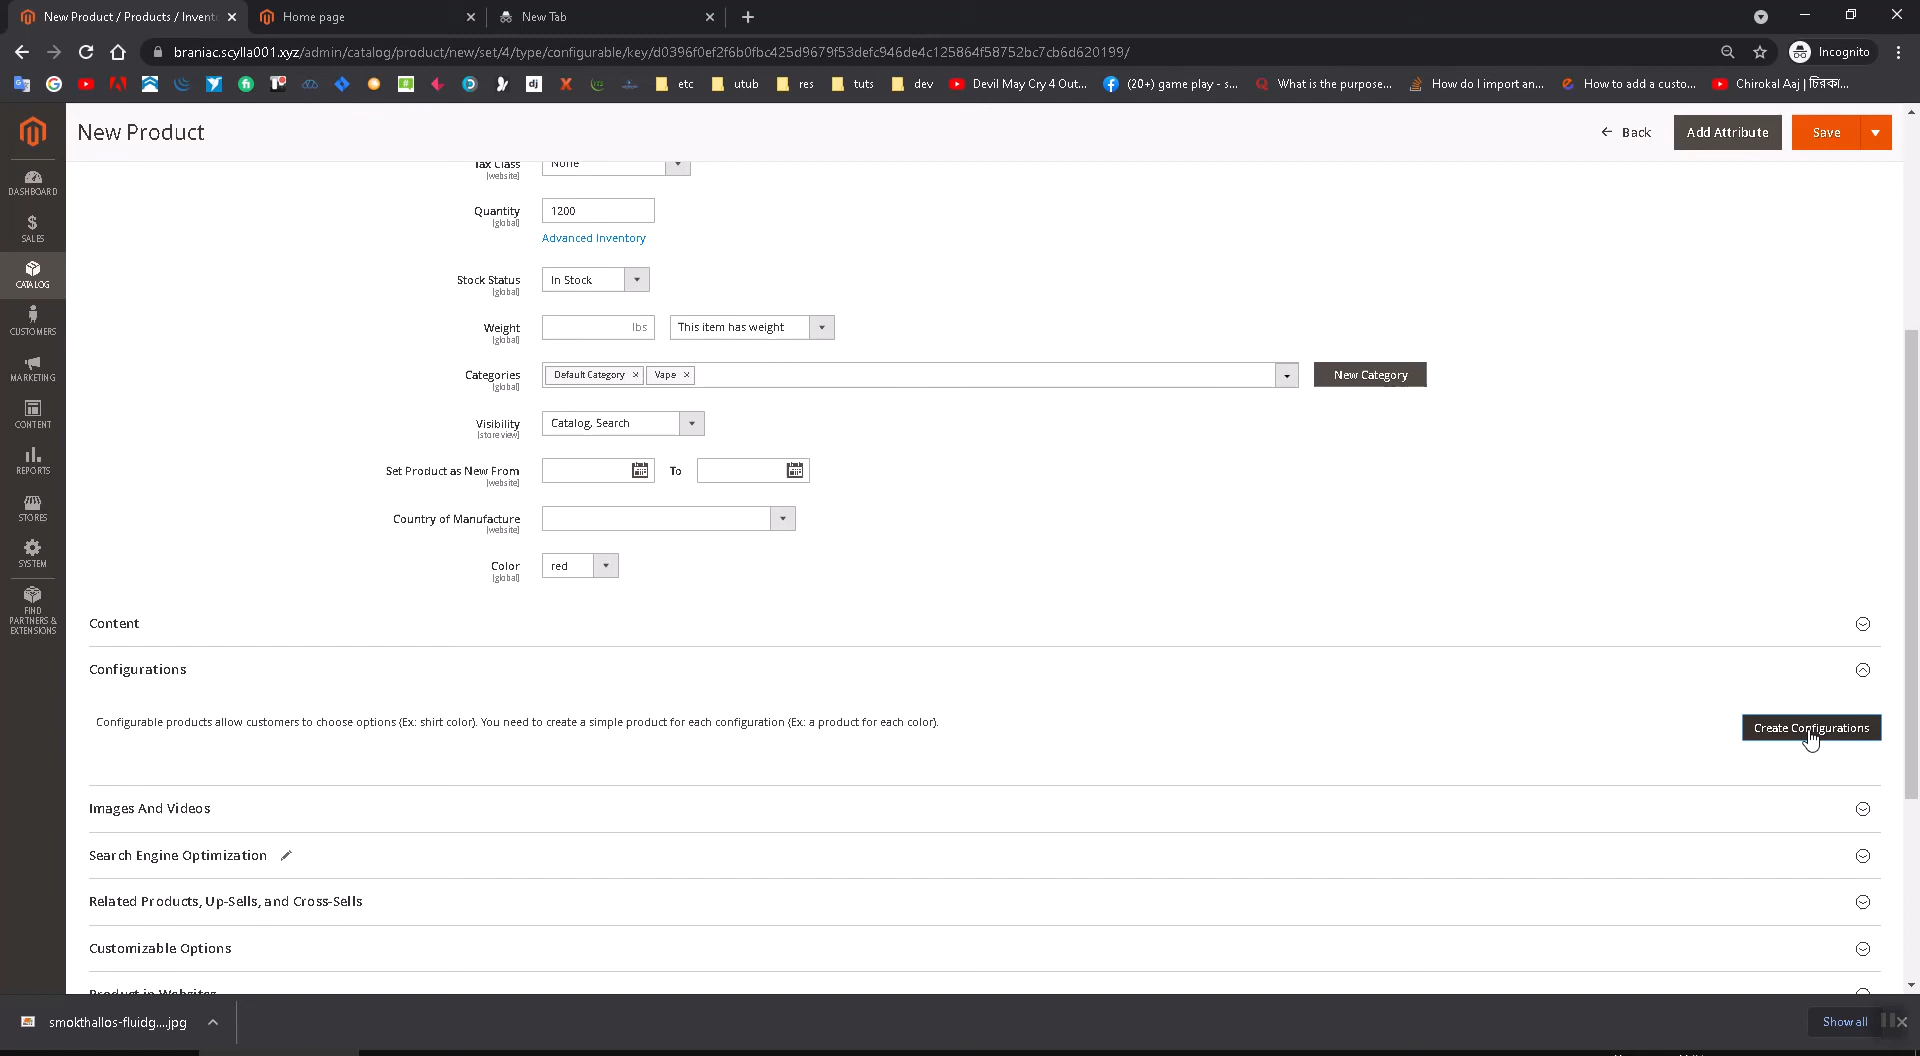 New Product / Products / Invent
Home page
New Tab
braniac.scylla001.xyz/admin/catalog/product/new/set/4/type/configurable/key/d0396f0ef2f6b0fbc425d9679f53defc946de4c125864f58752bc7cb6d620199/
Incognito
dj
etc
utub
res
tuts
dev
Devil May Cry 4 Out...
(20+) game play - s...
What is the purpose...
How do I import an...
How to add a custo...
Chirokal Aaj | চিরকা...
New Product
Back
Add Attribute
Save
DASHBOARD
SALES
CATALOG
CUSTOMERS
MARKETING
CONTENT
REPORTS
STORES
SYSTEM
FIND
PARTNERS &
EXTENSIONS
Tax Class
[website]
None
Quantity
[global]
1200
Advanced Inventory
Stock Status
[global]
In Stock
Weight
[global]
lbs
This item has weight
Categories
[global]
Default Category
Vape
New Category
Visibility
[store view]
Catalog, Search
Set Product as New From
[website]
To
Country of Manufacture
[website]
Color
[global]
red
Content
Configurations
Configurable products allow customers to choose options (Ex: shirt color). You need to create a simple product for each configuration (Ex: a product for each color).
Create Configurations
Images And Videos
Search Engine Optimization
Related Products, Up-Sells, and Cross-Sells
Customizable Options
Product in Websites
smokthallos-fluidg....jpg
Show all